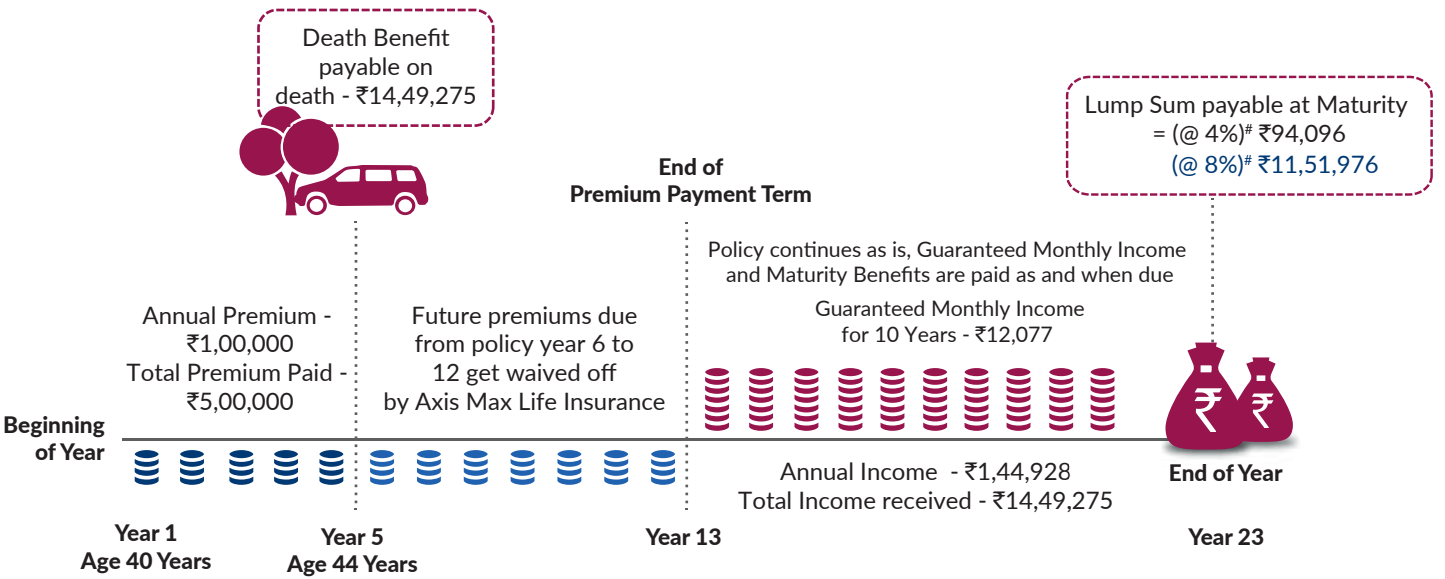 Death Benefit
payable on
death - ₹14,49,275
Lump Sum payable at Maturity
= (@ 4%)# ₹94,096
(@ 8%)# ₹11,51,976
End of
Premium Payment Term
Policy continues as is, Guaranteed Monthly Income
and Maturity Benefits are paid as and when due
Guaranteed Monthly Income
for 10 Years - ₹12,077
Annual Premium -
₹1,00,000
Total Premium Paid -
₹5,00,000
Future premiums due
from policy year 6 to
12 get waived off
by Axis Max Life Insurance
Beginning
of Year
₹ ₹
Annual Income - ₹1,44,928
Total Income received - ₹14,49,275
End of Year
Year 1
Age 40 Years
Year 5
Age 44 Years
Year 13
Year 23